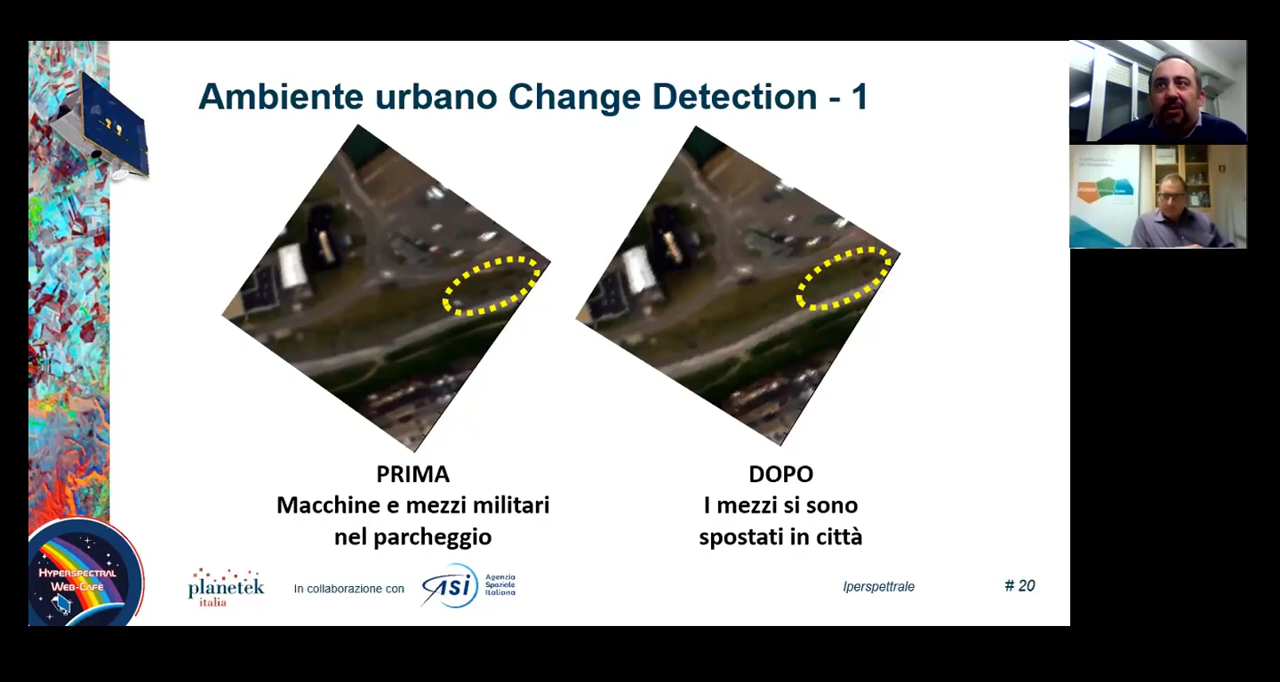 Ambiente urbano Change Detection - 1
PRIMA
Macchine e mezzi militari
nel parcheggio
DOPO
I mezzi si sono
spostati in città
HYPERSPECTRAL
WEB-CAFÈ
planetek
italia
In collaborazione con
ASI
Agenzia
Spaziale
Italiana
Iperspettrale
# 20